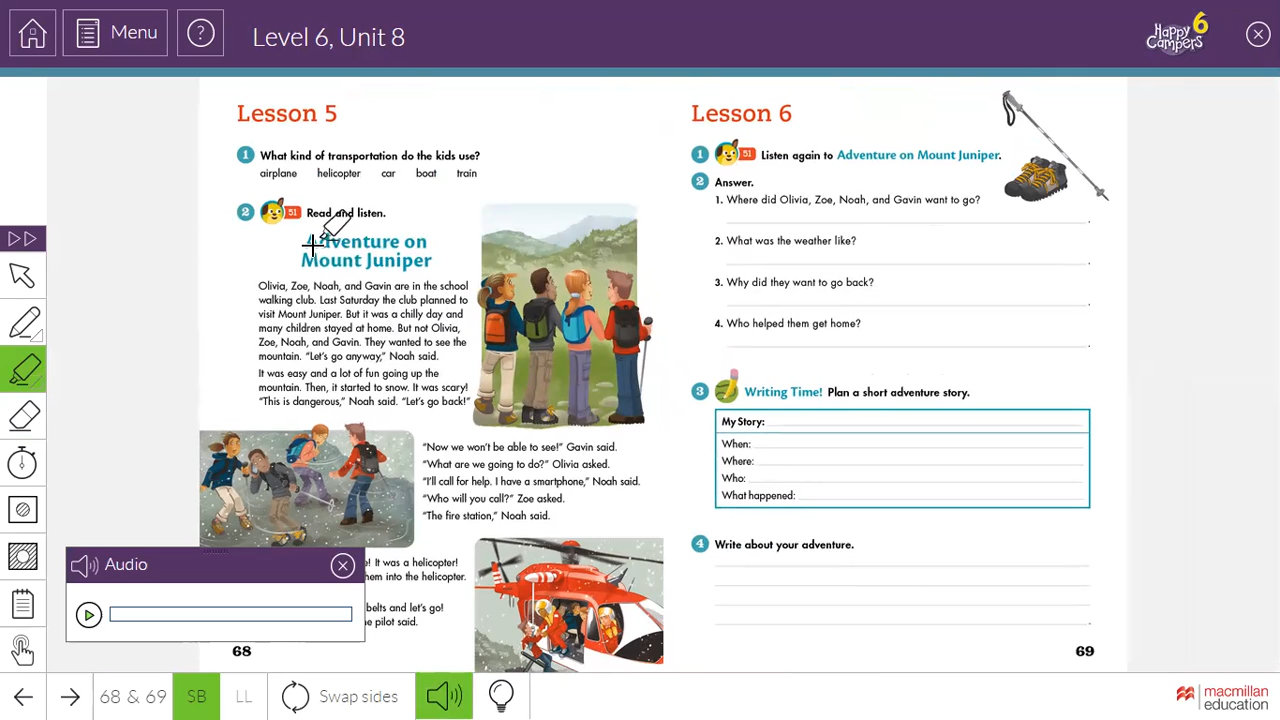 Menu
?
Level 6, Unit 8
Happy Campers 6
Lesson 5
1 What kind of transportation do the kids use?
airplane helicopter car boat train
2 51 Read and listen.
Adventure on
Mount Juniper
Olivia, Zoe, Noah, and Gavin are in the school
walking club. Last Saturday the club planned to
visit Mount Juniper. But it was a chilly day and
many children stayed at home. But not Olivia,
Zoe, Noah, and Gavin. They wanted to see the
mountain. “Let’s go anyway,” Noah said.
It was easy and a lot of fun going up the
mountain. Then, it started to snow. It was scary!
“This is dangerous,” Noah said. “Let’s go back!”
“Now we won’t be able to see!” Gavin said.
“What are we going to do?” Olivia asked.
“I’ll call for help. I have a smartphone,” Noah said.
“Who will you call?” Zoe asked.
“The fire station,” Noah said.
e! It was a helicopter!
hem into the helicopter.
belts and let’s go!
e pilot said.
68
Audio
Lesson 6
1 51 Listen again to Adventure on Mount Juniper.
2 Answer.
1. Where did Olivia, Zoe, Noah, and Gavin want to go?
2. What was the weather like?
3. Why did they want to go back?
4. Who helped them get home?
3 Writing Time! Plan a short adventure story.
My Story:
When:
Where:
Who:
What happened:
4 Write about your adventure.
69
68 & 69 SB LL Swap sides
macmillan
education